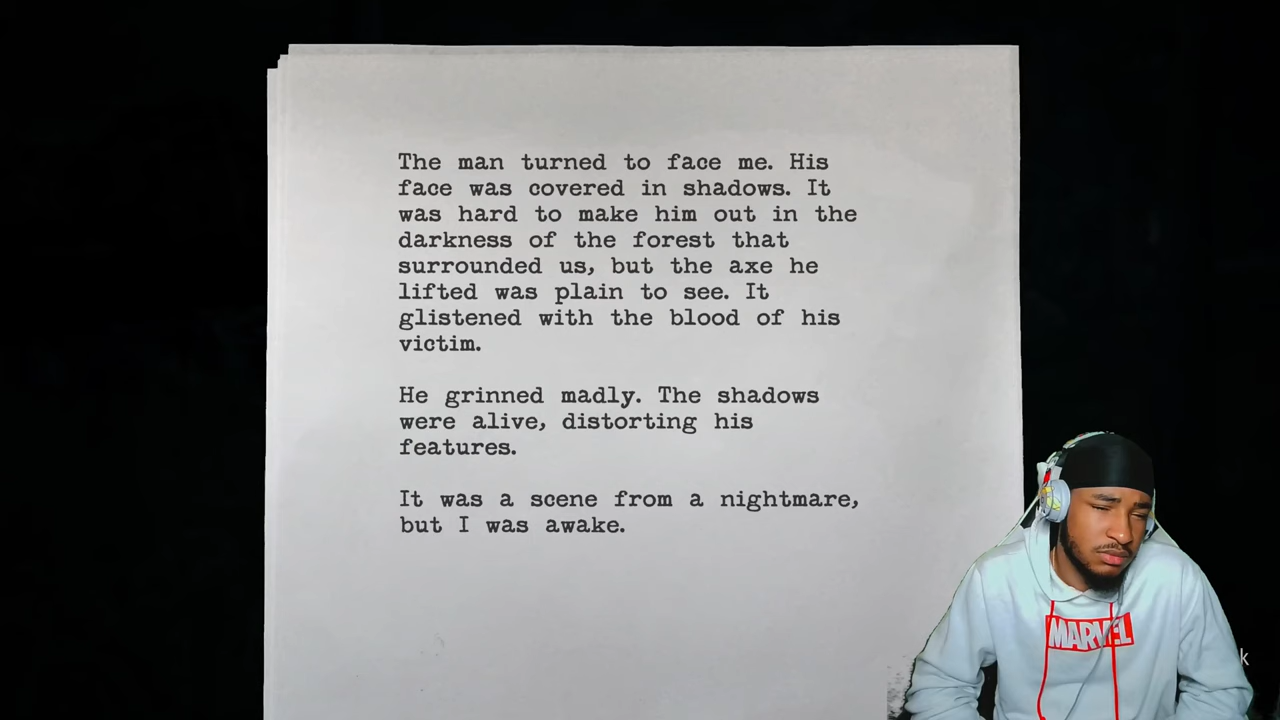 The man turned to face me. His
face was covered in shadows. It
was hard to make him out in the
darkness of the forest that
surrounded us, but the axe he
lifted was plain to see. It
glistened with the blood of his
victim.
He grinned madly. The shadows
were alive, distorting his
features.
It was a scene from a nightmare,
but I was awake.
MARVEL
k